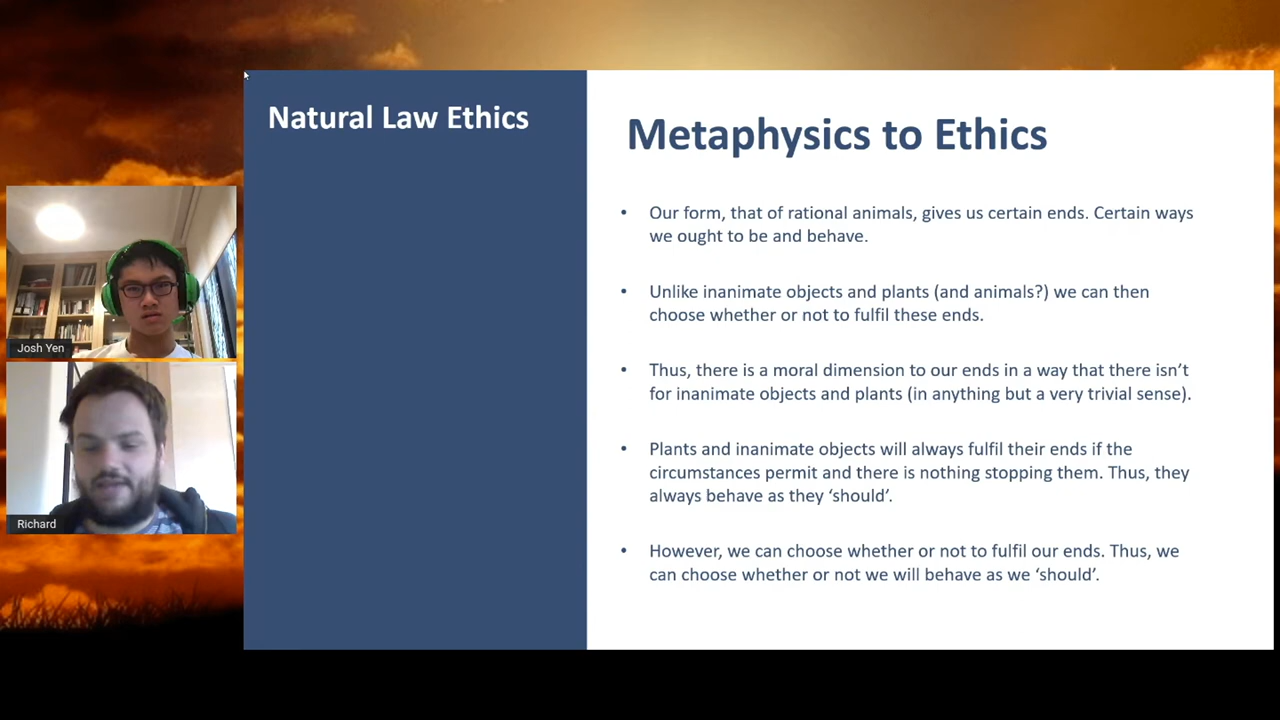 Natural Law Ethics
Metaphysics to Ethics
• Our form, that of rational animals, gives us certain ends. Certain ways
we ought to be and behave.
• Unlike inanimate objects and plants (and animals?) we can then
choose whether or not to fulfil these ends.
• Thus, there is a moral dimension to our ends in a way that there isn’t
for inanimate objects and plants (in anything but a very trivial sense).
• Plants and inanimate objects will always fulfil their ends if the
circumstances permit and there is nothing stopping them. Thus, they
always behave as they ‘should’.
• However, we can choose whether or not to fulfil our ends. Thus, we
can choose whether or not we will behave as we ‘should’.
Josh Yen
Richard